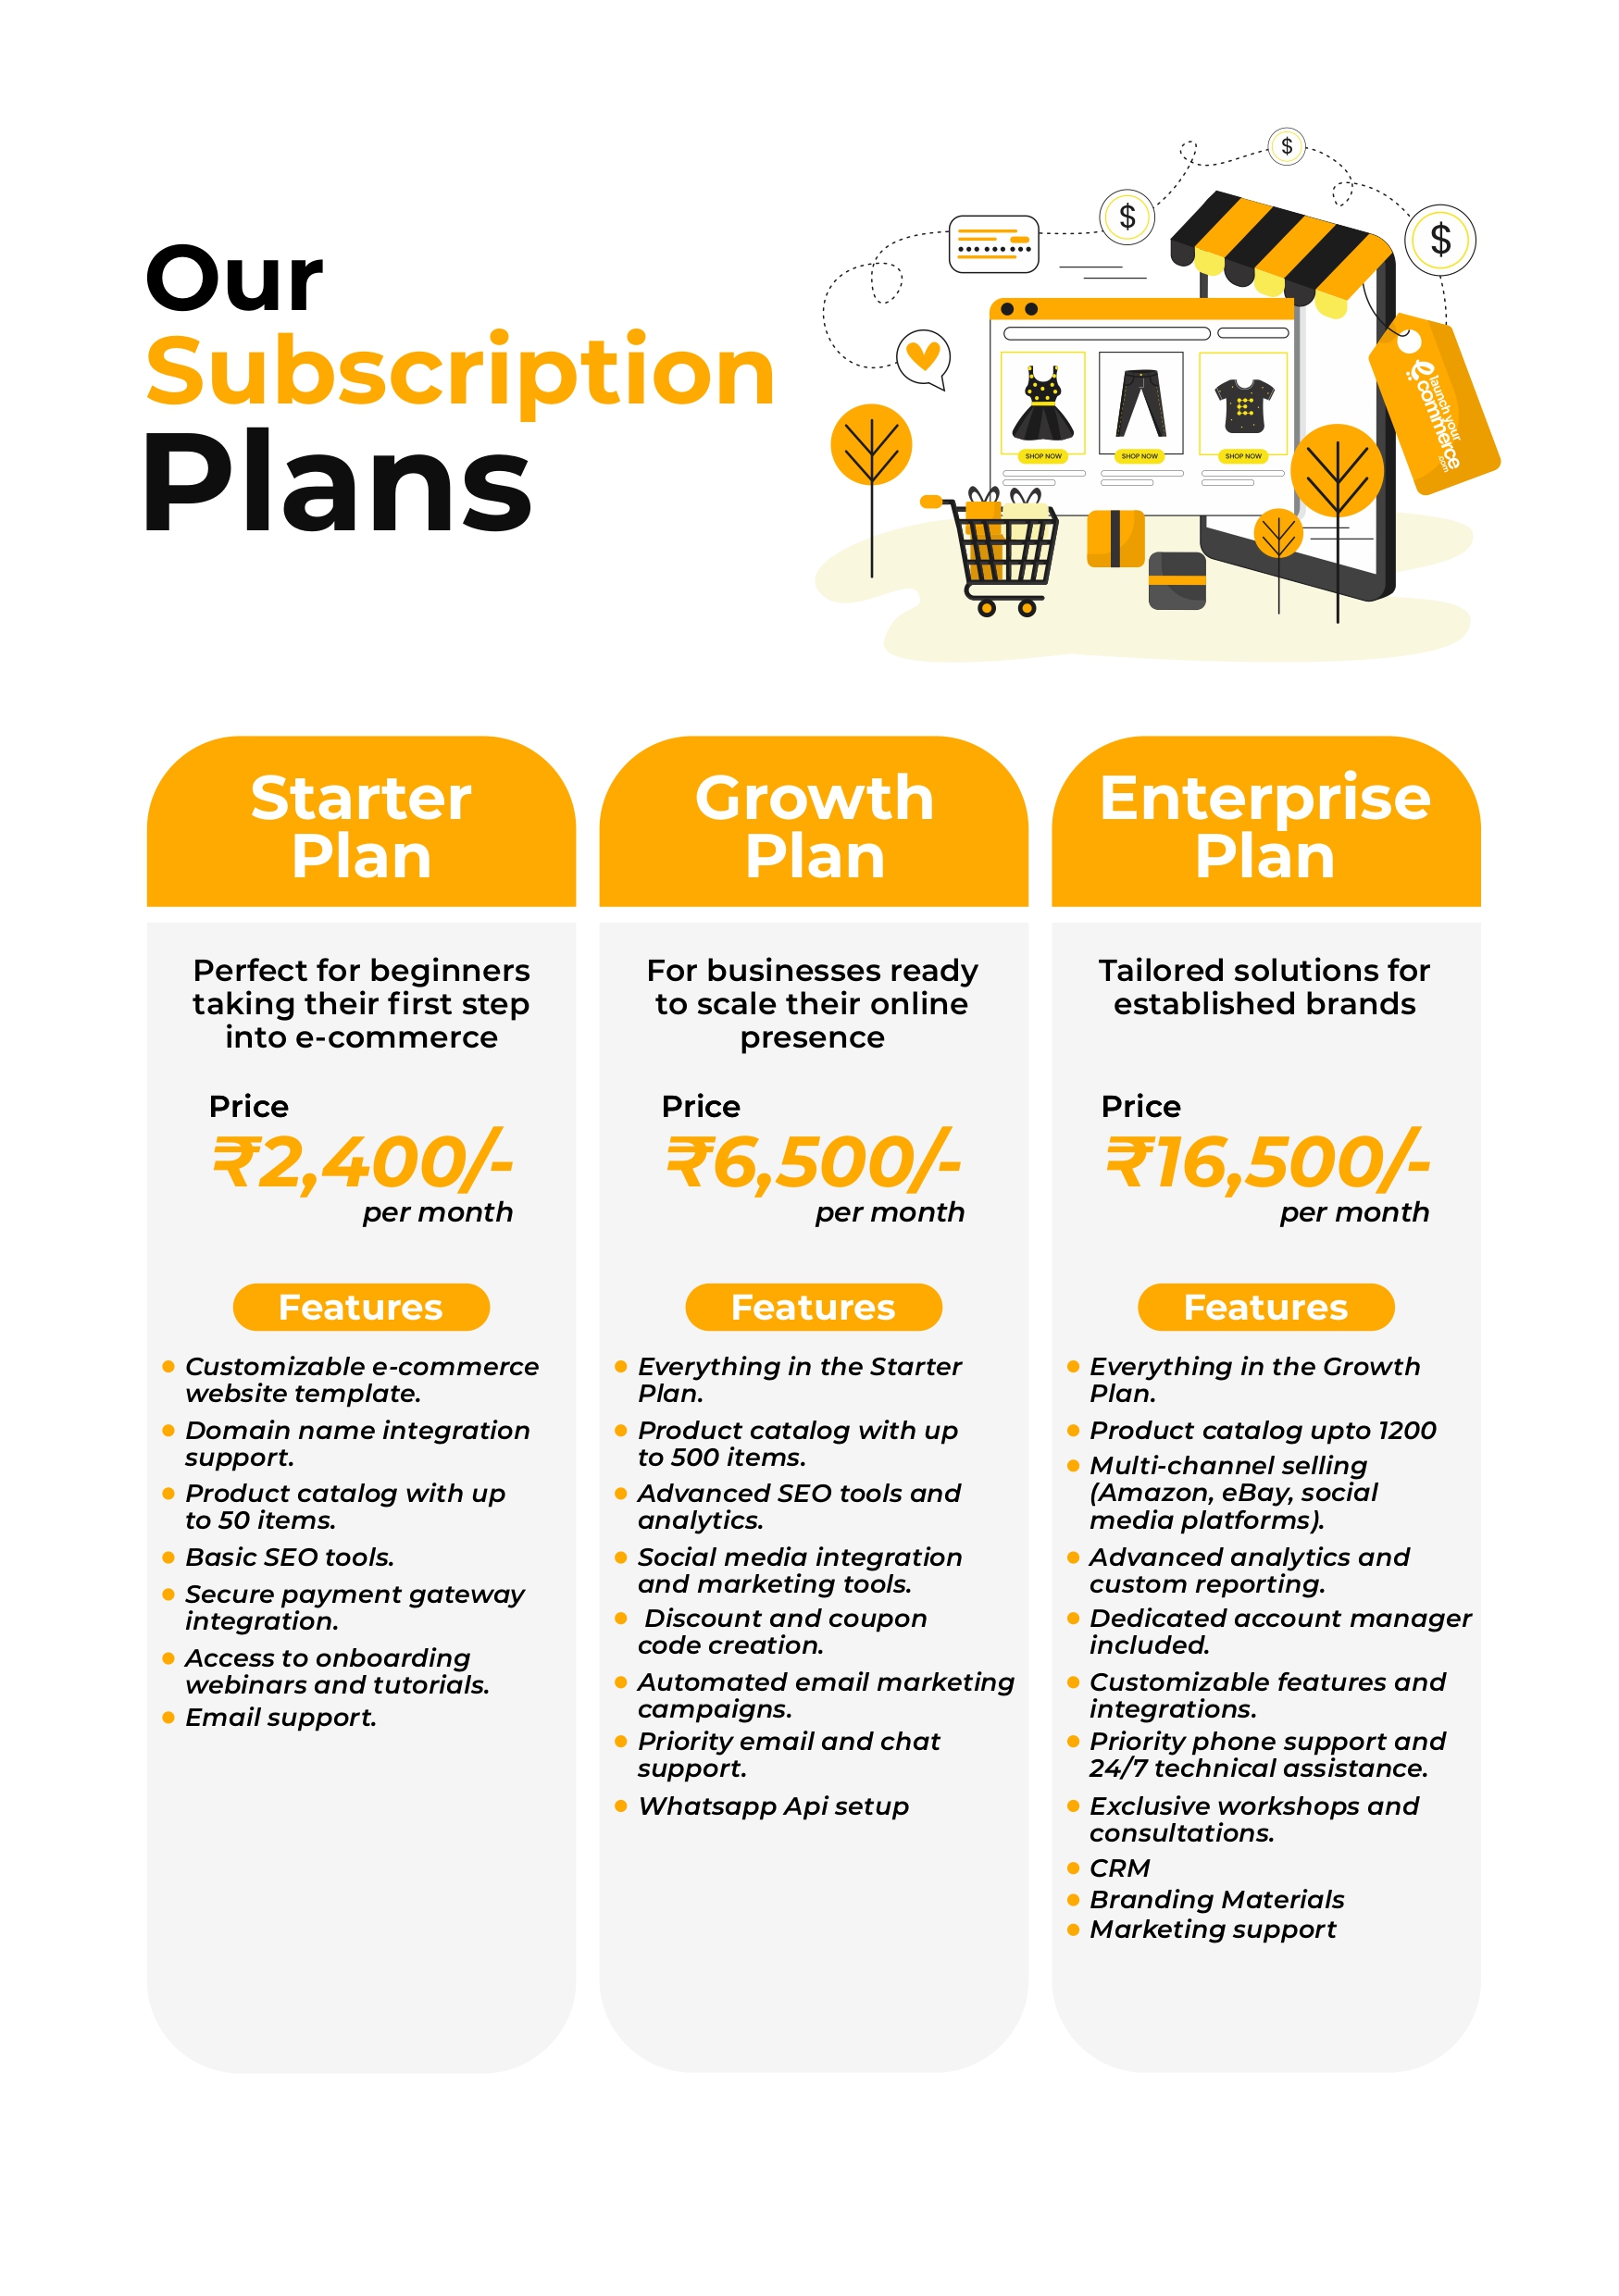 Our
Subscription
Plans
$
$
$
launch your
ecommerce
.com
SHOP NOW
SHOP NOW
SHOP NOW
Starter
Plan
Perfect for beginners
taking their first step
into e-commerce
Price
₹2,400/-
per month
Features
Customizable e-commerce
website template.
Domain name integration
support.
Product catalog with up
to 50 items.
Basic SEO tools.
Secure payment gateway
integration.
Access to onboarding
webinars and tutorials.
Email support.
Growth
Plan
For businesses ready
to scale their online
presence
Price
₹6,500/-
per month
Features
Everything in the Starter
Plan.
Product catalog with up
to 500 items.
Advanced SEO tools and
analytics.
Social media integration
and marketing tools.
Discount and coupon
code creation.
Automated email marketing
campaigns.
Priority email and chat
support.
Whatsapp Api setup
Enterprise
Plan
Tailored solutions for
established brands
Price
₹16,500/-
per month
Features
Everything in the Growth
Plan.
Product catalog upto 1200
Multi-channel selling
(Amazon, eBay, social
media platforms).
Advanced analytics and
custom reporting.
Dedicated account manager
included.
Customizable features and
integrations.
Priority phone support and
24/7 technical assistance.
Exclusive workshops and
consultations.
CRM
Branding Materials
Marketing support